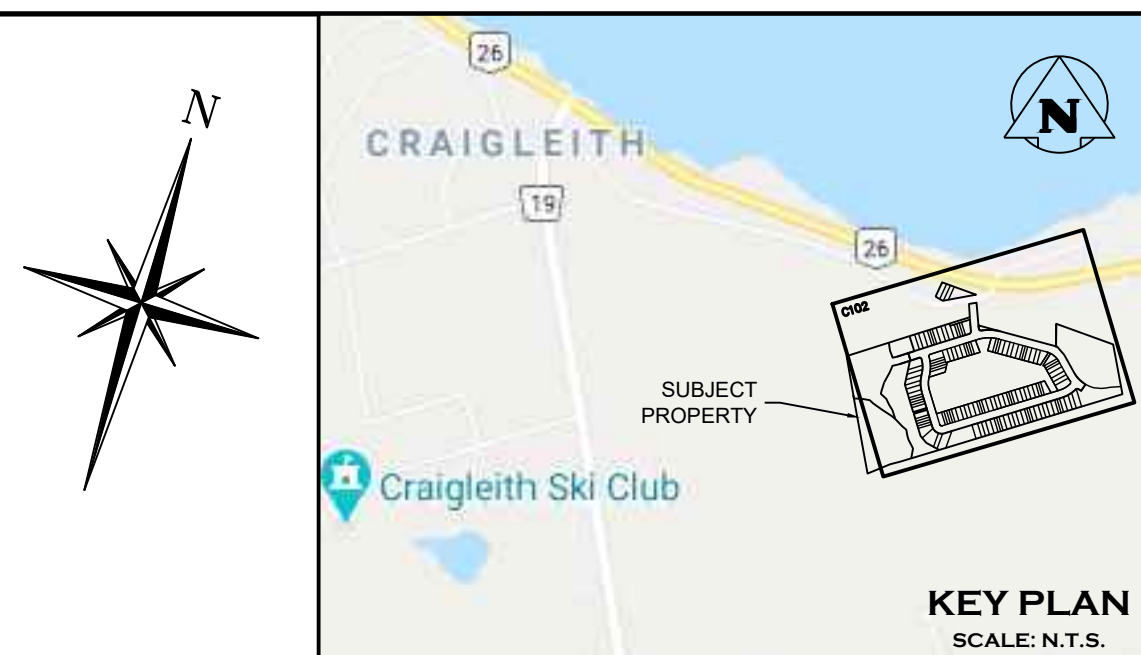 N
26
N
CRAIGLEITH
19
26
C102
SUBJECT
PROPERTY
Craigleith Ski Club
KEY PLAN
SCALE: N.T.S.